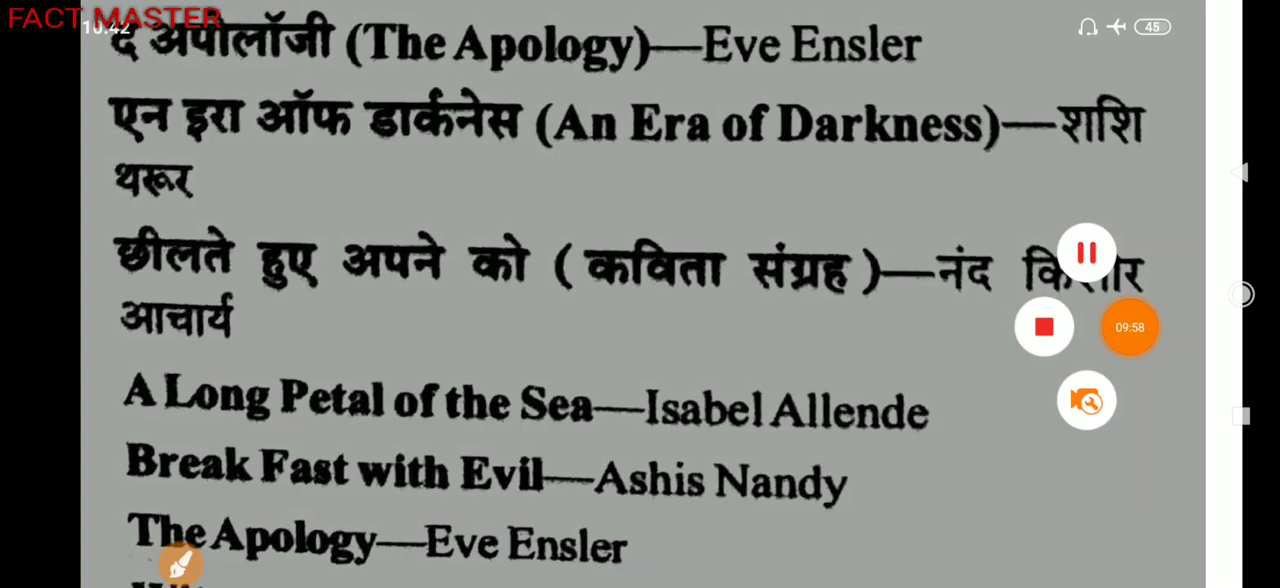 FACT MASTER
10:42
45
द अपोलॉजी (The Apology)—Eve Ensler
एन इरा ऑफ डार्कनेस (An Era of Darkness)—शशि
थरूर
छीलते हुए अपने को ( कविता संग्रह )—नंद
आचार्य
09:58
A Long Petal of the Sea—Isabel Allende
Break Fast with Evil—Ashis Nandy
The Apology—Eve Ensler